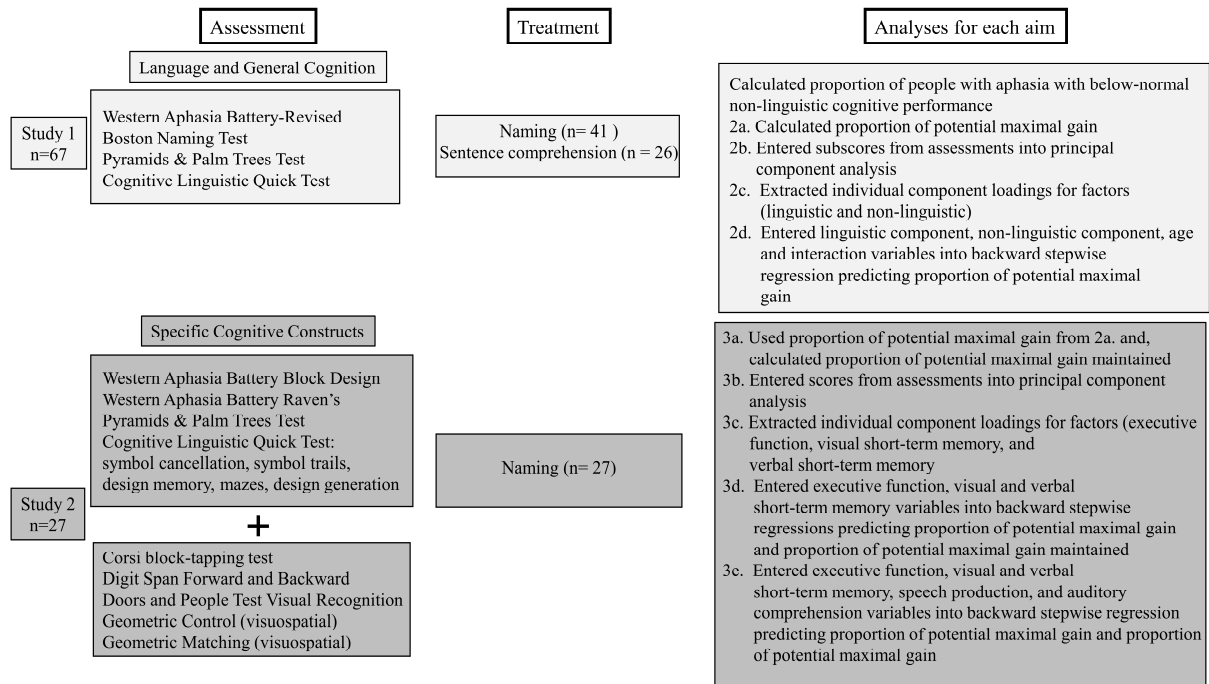 Assessment
Treatment
Analyses for each aim
Language and General Cognition
Study 1
n=67
Western Aphasia Battery-Revised
Boston Naming Test
Pyramids & Palm Trees Test
Cognitive Linguistic Quick Test
Naming (n= 41 )
Sentence comprehension (n = 26)
Calculated proportion of people with aphasia with below-normal
non-linguistic cognitive performance
2a. Calculated proportion of potential maximal gain
2b. Entered subscores from assessments into principal
component analysis
2c. Extracted individual component loadings for factors
(linguistic and non-linguistic)
2d. Entered linguistic component, non-linguistic component, age
and interaction variables into backward stepwise
regression predicting proportion of potential maximal
gain
Specific Cognitive Constructs
Study 2
n=27
Western Aphasia Battery Block Design
Western Aphasia Battery Raven's
Pyramids & Palm Trees Test
Cognitive Linguistic Quick Test:
symbol cancellation, symbol trails,
design memory, mazes, design generation
+
Corsi block-tapping test
Digit Span Forward and Backward
Doors and People Test Visual Recognition
Geometric Control (visuospatial)
Geometric Matching (visuospatial)
Naming (n= 27)
3a. Used proportion of potential maximal gain from 2a. and,
calculated proportion of potential maximal gain maintained
3b. Entered scores from assessments into principal component
analysis
3c. Extracted individual component loadings for factors (executive
function, visual short-term memory, and
verbal short-term memory
3d. Entered executive function, visual and verbal
short-term memory variables into backward stepwise
regressions predicting proportion of potential maximal gain
and proportion of potential maximal gain maintained
3e. Entered executive function, visual and verbal
short-term memory, speech production, and auditory
comprehension variables into backward stepwise regression
predicting proportion of potential maximal gain and proportion
of potential maximal gain